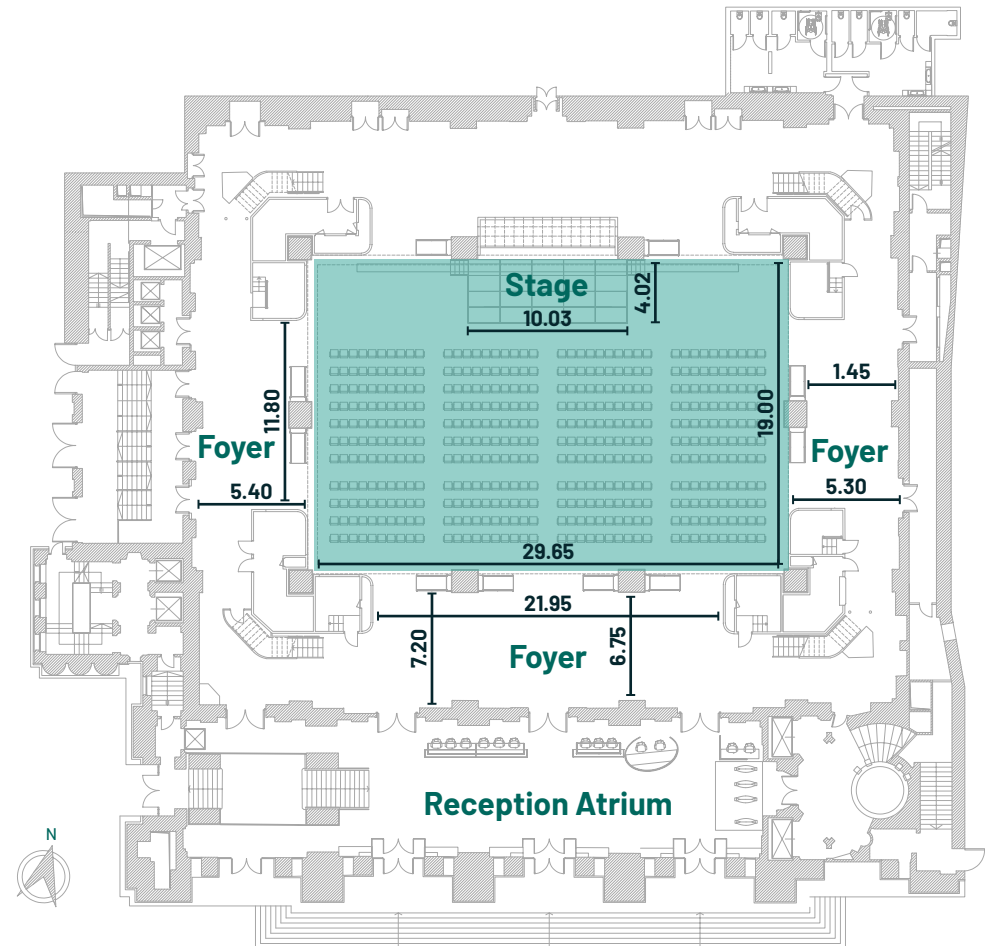 Stage
4.02
10.03
11.80
19.00
1.45
Foyer
Foyer
5.40
5.30
29.65
21.95
7.20
6.75
Foyer
Reception Atrium
N